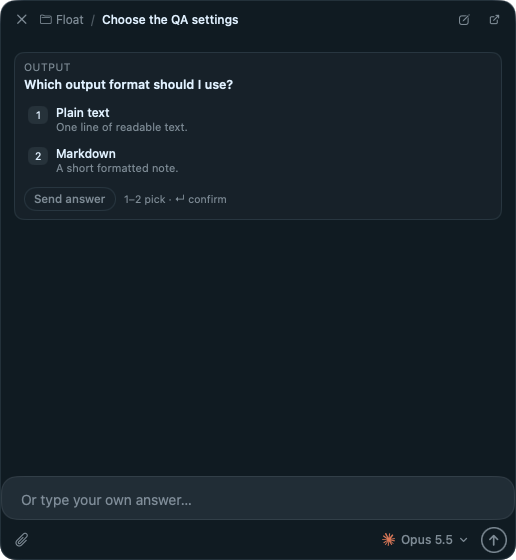 Float / Choose the QA settings
OUTPUT
Which output format should I use?
1 Plain text
One line of readable text.
2 Markdown
A short formatted note.
Send answer 1–2 pick · ↵ confirm
Or type your own answer...
Opus 5.5